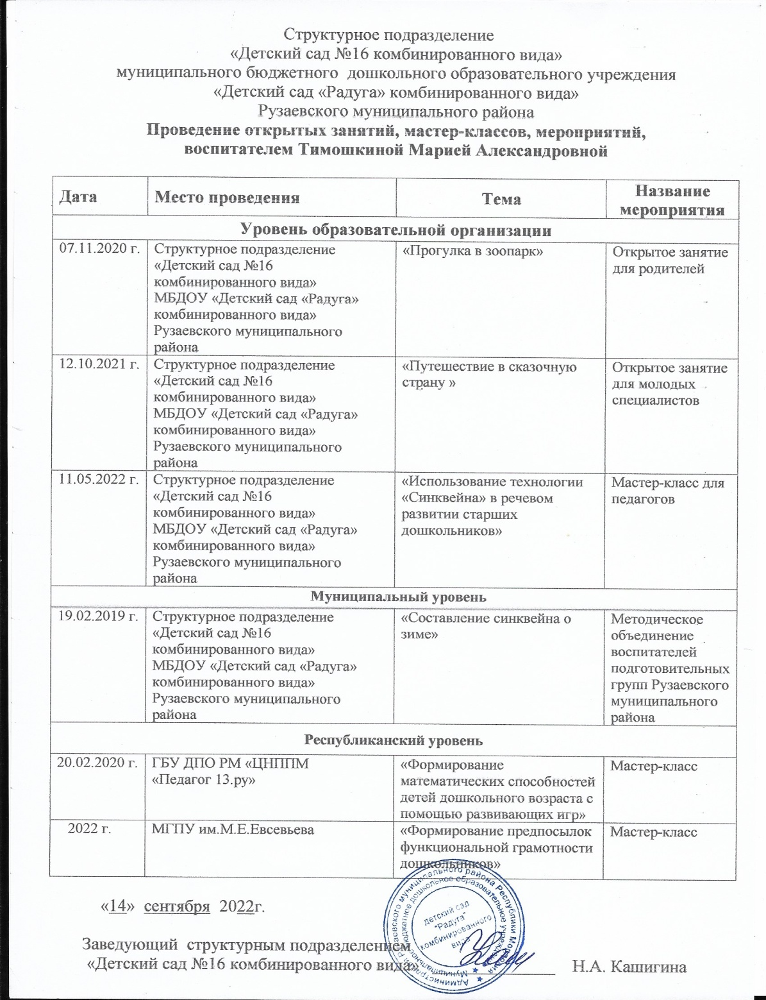 Структурное подразделение
«Детский сад №16 комбинированного вида»
муниципального бюджетного  дошкольного образовательного учреждения
«Детский сад «Радуга» комбинированного вида»
Рузаевского муниципального района
Проведение открытых занятий, мастер-классов, мероприятий,
воспитателем Тимошкиной Марией Александровной
Дата
Место проведения
Тема
Название
мероприятия
Уровень образовательной организации
07.11.2020 г.
Структурное подразделение
«Детский сад №16
комбинированного вида»
МБДОУ «Детский сад «Радуга»
комбинированного вида»
Рузаевского муниципального
района
«Прогулка в зоопарк»
Открытое занятие
для родителей
12.10.2021 г.
Структурное подразделение
«Детский сад №16
комбинированного вида»
МБДОУ «Детский сад «Радуга»
комбинированного вида»
Рузаевского муниципального
района
«Путешествие в сказочную
страну »
Открытое занятие
для молодых
специалистов
11.05.2022 г.
Структурное подразделение
«Детский сад №16
комбинированного вида»
МБДОУ «Детский сад «Радуга»
комбинированного вида»
Рузаевского муниципального
района
«Использование технологии
«Синквейна» в речевом
развитии старших
дошкольников»
Мастер-класс для
педагогов
Муниципальный уровень
19.02.2019 г.
Структурное подразделение
«Детский сад №16
комбинированного вида»
МБДОУ «Детский сад «Радуга»
комбинированного вида»
Рузаевского муниципального
района
«Составление синквейна о
зиме»
Методическое
объединение
воспитателей
подготовительных
групп Рузаевского
муниципального
района
Республиканский уровень
20.02.2020 г.
ГБУ ДПО РМ «ЦНППМ
«Педагог 13.ру»
«Формирование
математических способностей
детей дошкольного возраста с
помощью развивающих игр»
Мастер-класс
2022 г.
МГПУ им.М.Е.Евсевьева
«Формирование предпосылок
функциональной грамотности
дошкольников»
Мастер-класс
«14»  сентября  2022г.
Заведующий  структурным подразделением
«Детский сад №16 комбинированного вида» Н.А. Кашигина
Администрация Рузаевского муниципального района Республики Мордовия
Муниципальное бюджетное дошкольное образовательное учреждение
детский сад
"Радуга"
комбинированного
вида